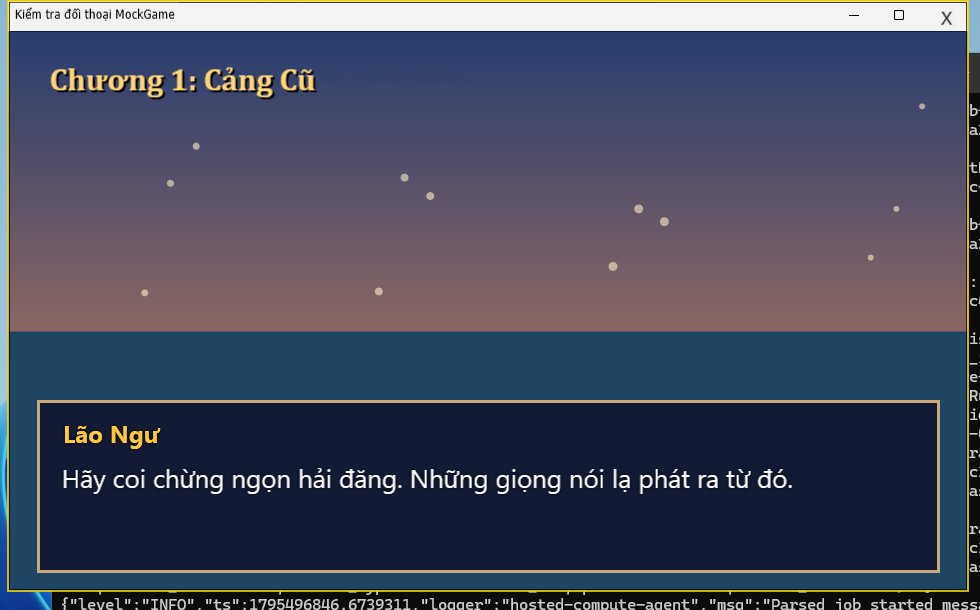 Kiểm tra đối thoại MockGame
Chương 1: Cảng Cũ
Lão Ngư
Hãy coi chừng ngọn hải đăng. Những giọng nói lạ phát ra từ đó.
{"level":"INFO","ts":1795496846.6739311,"logger":"hosted-compute-agent","msg":"Parsed job started mes